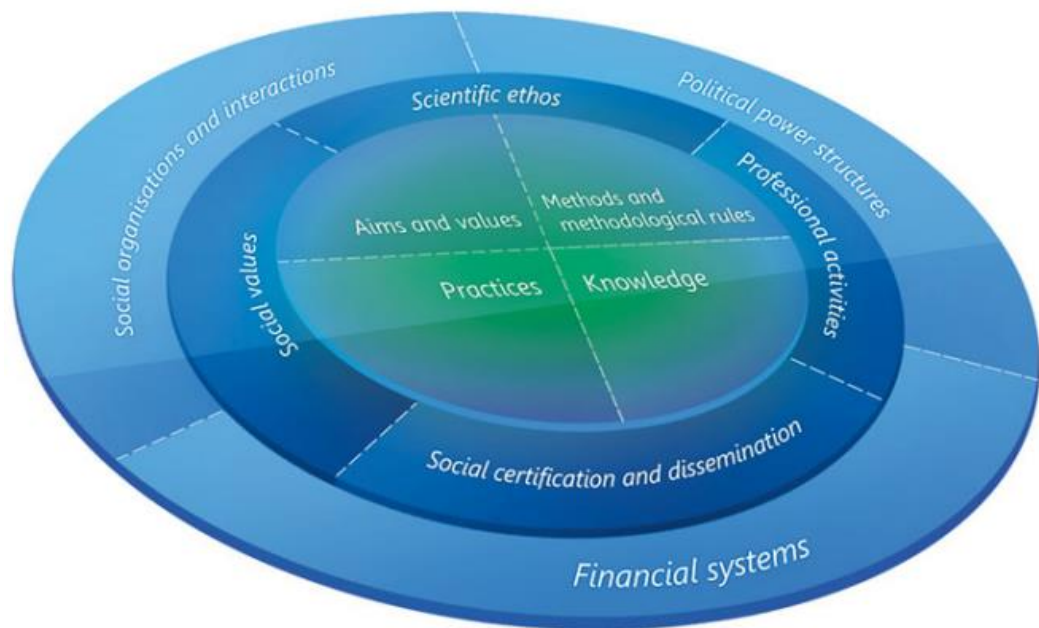 Social organisations and interactions
Political power structures
Scientific ethos
Professional activities
Social values
Aims and values
Methods and
methodological rules
Practices
Knowledge
Social certification and dissemination
Financial systems